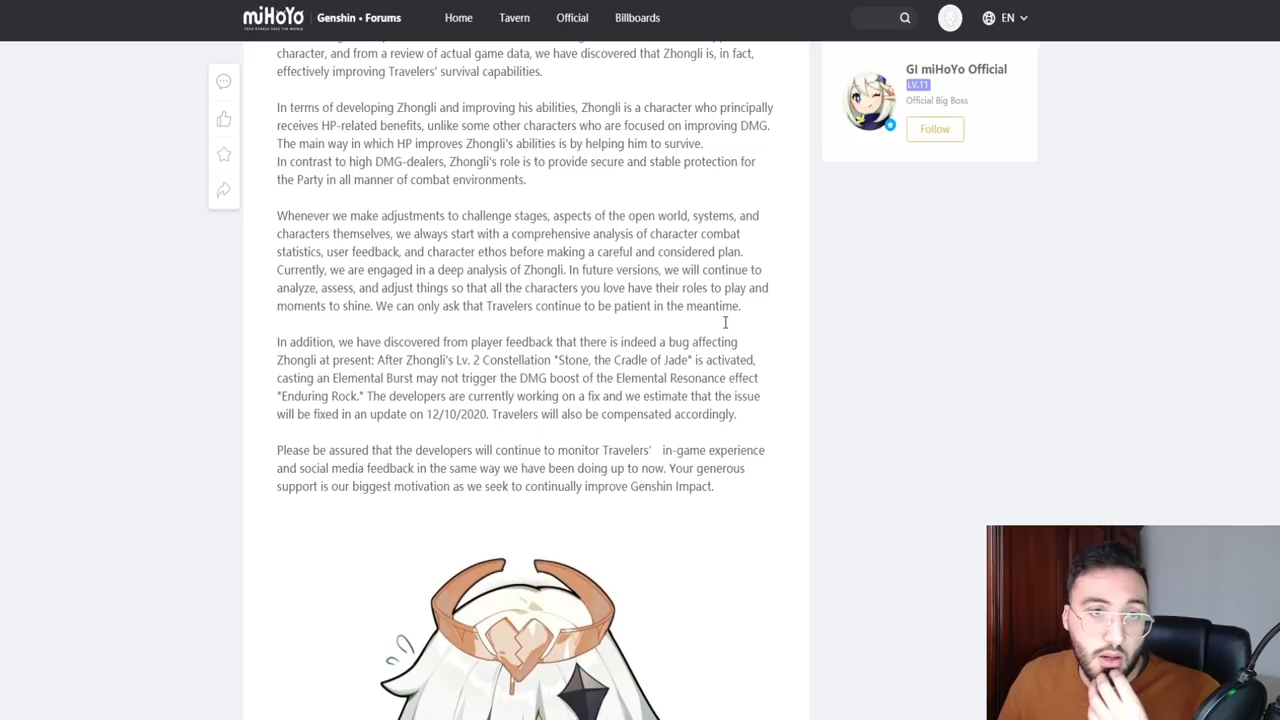 miHoYo
TECH OTAKUS SAVE THE WORLD
Genshin • Forums
Home
Tavern
Official
Billboards
EN
character, and from a review of actual game data, we have discovered that Zhongli is, in fact,
effectively improving Travelers' survival capabilities.
In terms of developing Zhongli and improving his abilities, Zhongli is a character who principally
receives HP-related benefits, unlike some other characters who are focused on improving DMG.
The main way in which HP improves Zhongli's abilities is by helping him to survive.
In contrast to high DMG-dealers, Zhongli's role is to provide secure and stable protection for
the Party in all manner of combat environments.
Whenever we make adjustments to challenge stages, aspects of the open world, systems, and
characters themselves, we always start with a comprehensive analysis of character combat
statistics, user feedback, and character ethos before making a careful and considered plan.
Currently, we are engaged in a deep analysis of Zhongli. In future versions, we will continue to
analyze, assess, and adjust things so that all the characters you love have their roles to play and
moments to shine. We can only ask that Travelers continue to be patient in the meantime.
In addition, we have discovered from player feedback that there is indeed a bug affecting
Zhongli at present: After Zhongli's Lv. 2 Constellation "Stone, the Cradle of Jade" is activated,
casting an Elemental Burst may not trigger the DMG boost of the Elemental Resonance effect
"Enduring Rock." The developers are currently working on a fix and we estimate that the issue
will be fixed in an update on 12/10/2020. Travelers will also be compensated accordingly.
Please be assured that the developers will continue to monitor Travelers' in-game experience
and social media feedback in the same way we have been doing up to now. Your generous
support is our biggest motivation as we seek to continually improve Genshin Impact.
GI miHoYo Official
LV.11
Official Big Boss
Follow